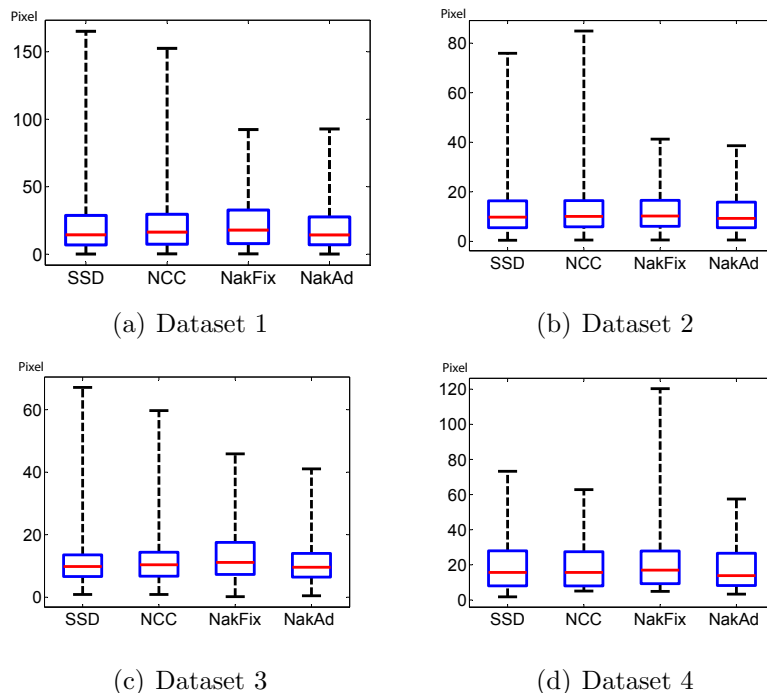 Pixel
150
100
50
0
SSD NCC NakFix NakAd
(a) Dataset 1
Pixel
80
60
40
20
0
SSD NCC NakFix NakAd
(b) Dataset 2
Pixel
60
40
20
0
SSD NCC NakFix NakAd
(c) Dataset 3
Pixel
120
100
80
60
40
20
0
SSD NCC NakFix NakAd
(d) Dataset 4